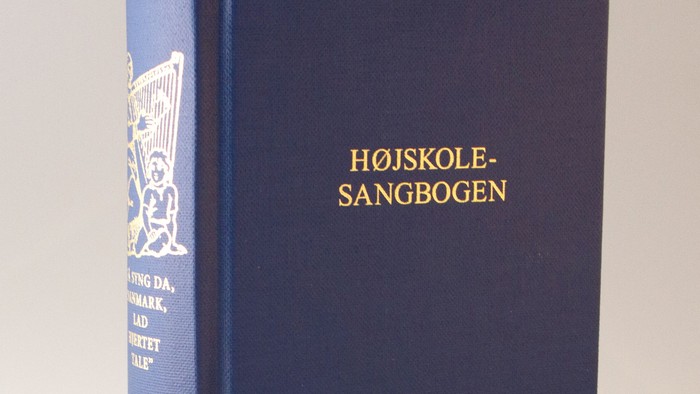 HØJSKOLE-
SANGBOGEN
SYNG DA,
LAD
TALE"